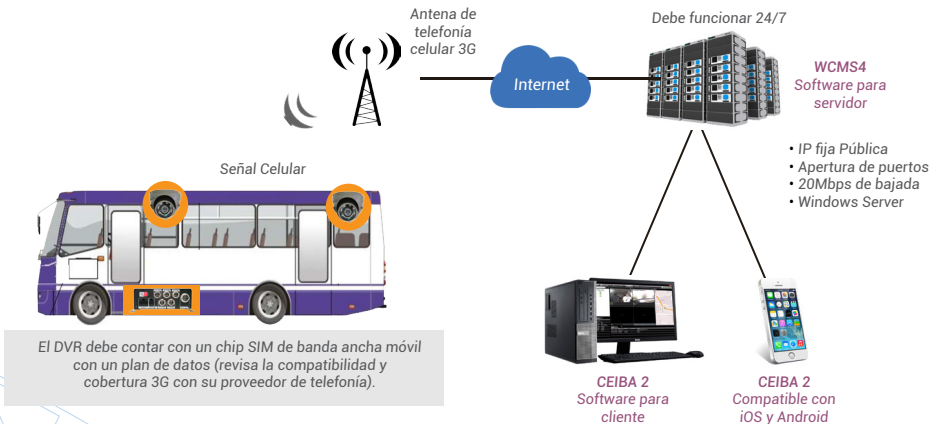 Antena de
telefonía
celular 3G
Internet
Debe funcionar 24/7
WCMS4
Software para
servidor
• IP fija Pública
• Apertura de puertos
• 20Mbps de bajada
• Windows Server
Señal Celular
El DVR debe contar con un chip SIM de banda ancha móvil
con un plan de datos (revisa la compatibilidad y
cobertura 3G con su proveedor de telefonía).
CEIBA 2
Software para
cliente
CEIBA 2
Compatible con
iOS y Android